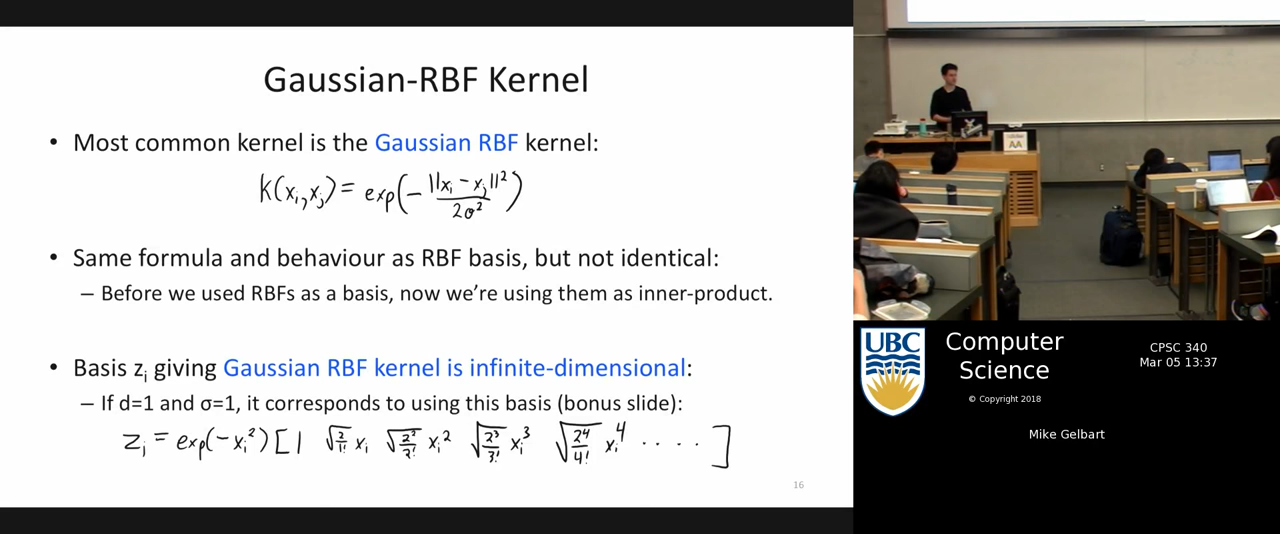 Gaussian-RBF Kernel
• Most common kernel is the Gaussian RBF kernel:
k(xᵢ, xⱼ) = exp(-||xᵢ - xⱼ||² / 2σ²)
• Same formula and behaviour as RBF basis, but not identical:
– Before we used RBFs as a basis, now we're using them as inner-product.
• Basis zᵢ giving Gaussian RBF kernel is infinite-dimensional:
– If d=1 and σ=1, it corresponds to using this basis (bonus slide):
zᵢ = exp(-xᵢ²)[1 √(2/1!) xᵢ √(2²/2!) xᵢ² √(2³/3!) xᵢ³ √(2⁴/4!) xᵢ⁴ ....]
16
AA
UBC
Computer
Science
© Copyright 2018
CPSC 340
Mar 05 13:37
Mike Gelbart